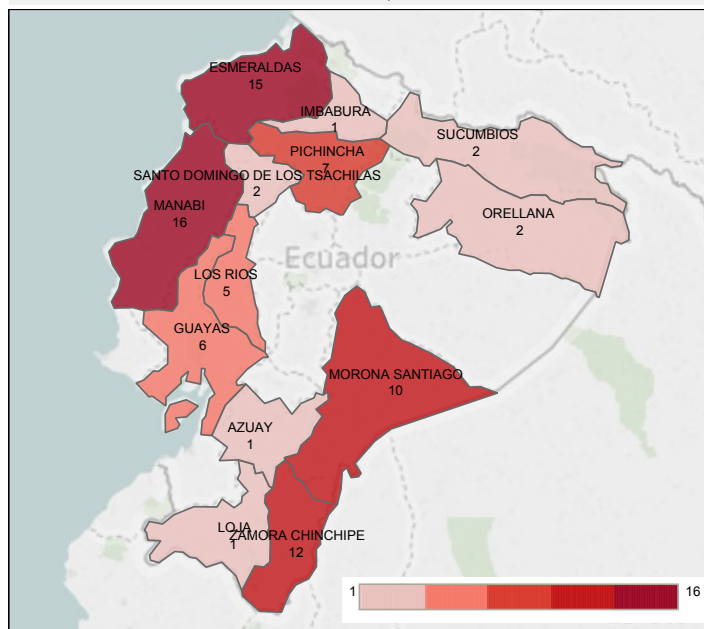 ESMERALDAS
15
IMBABURA
1
SUCUMBIOS
2
PICHINCHA
7
SANTO DOMINGO DE LOS TSACHILAS
2
MANABI
16
ORELLANA
2
Ecuador
LOS RIOS
5
GUAYAS
6
MORONA SANTIAGO
10
AZUAY
1
LOJA
1
ZAMORA CHINCHIPE
12
1
16